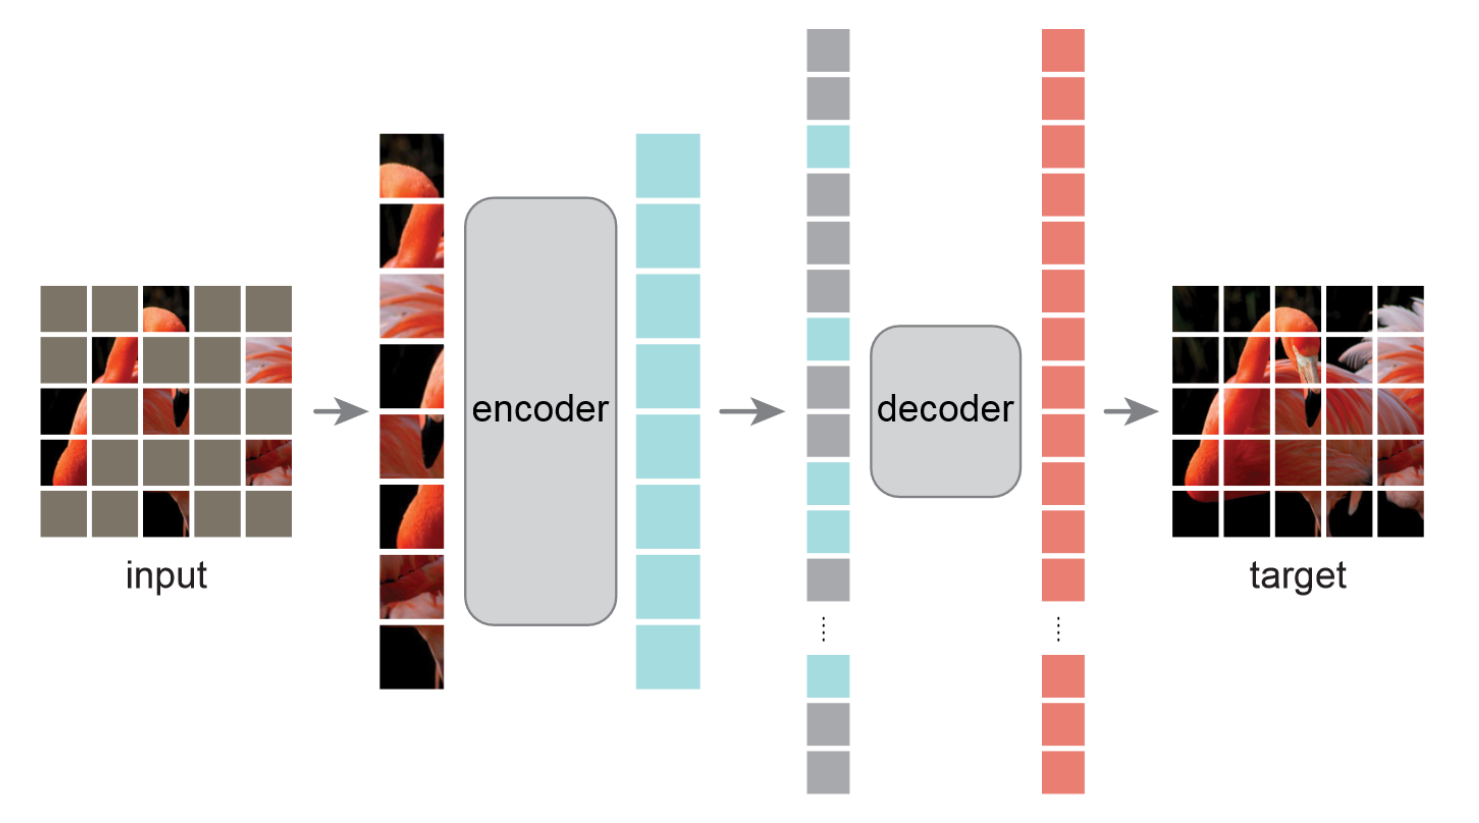 input
encoder
decoder
target